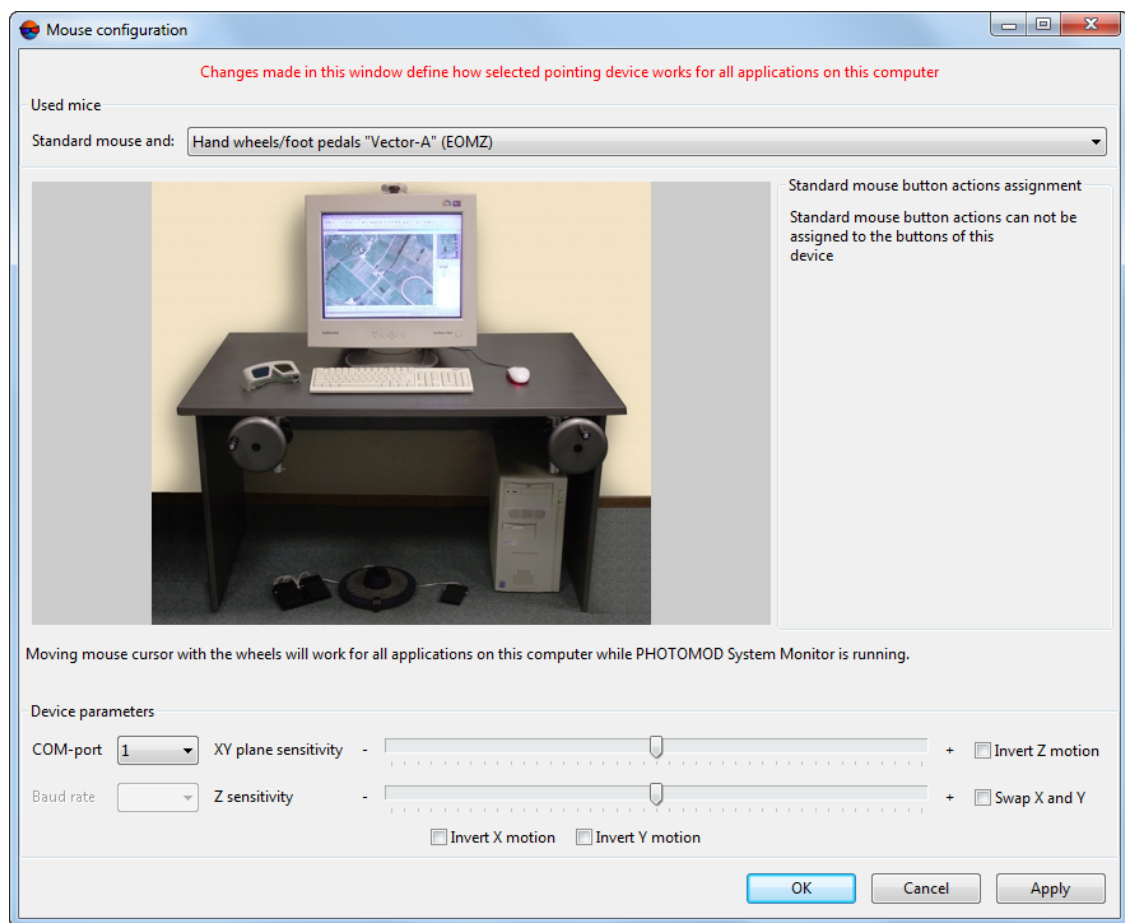 Mouse configuration
Changes made in this window define how selected pointing device works for all applications on this computer
Used mice
Standard mouse and: Hand wheels/foot pedals "Vector-A" (EOMZ)
Standard mouse button actions assignment
Standard mouse button actions can not be
assigned to the buttons of this
device
Moving mouse cursor with the wheels will work for all applications on this computer while PHOTOMOD System Monitor is running.
Device parameters
COM-port 1 XY plane sensitivity - + Invert Z motion
Baud rate Z sensitivity - + Swap X and Y
Invert X motion Invert Y motion
OK Cancel Apply